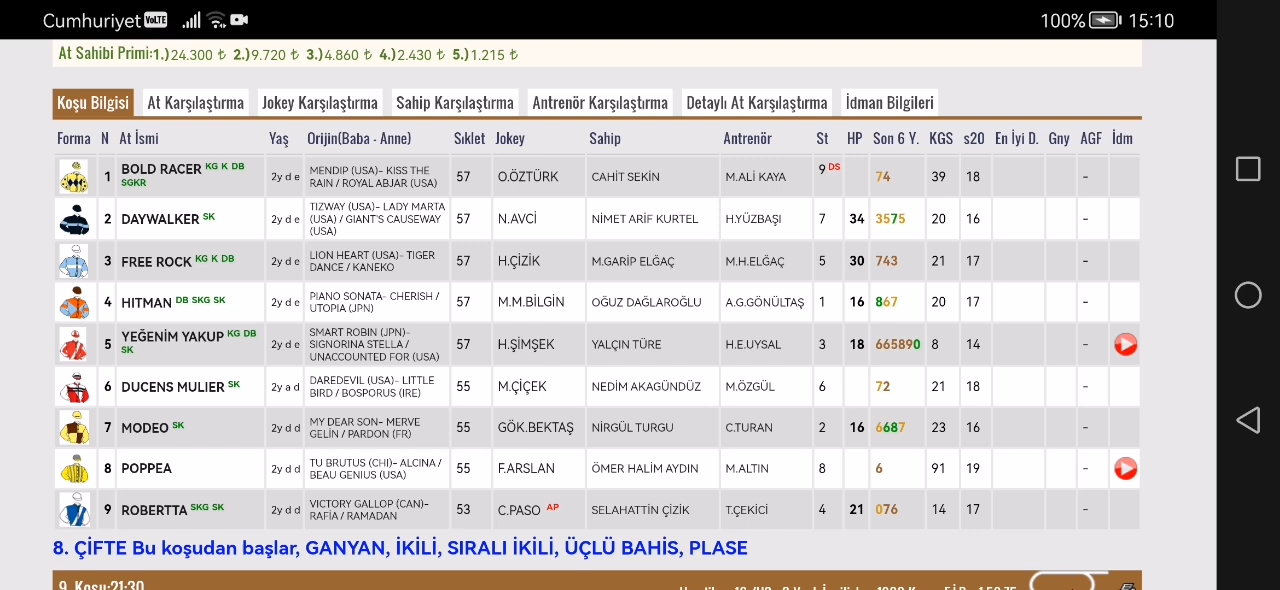 Cumhuriyet VoLTE 100% 15:10
At Sahibi Primi:1.)24.300 ₺ 2.)9.720 ₺ 3.)4.860 ₺ 4.)2.430 ₺ 5.)1.215 ₺
Koşu Bilgisi At Karşılaştırma Jokey Karşılaştırma Sahip Karşılaştırma Antrenör Karşılaştırma Detaylı At Karşılaştırma İdman Bilgileri
Forma N At İsmi Yaş Orijin(Baba - Anne) Sıklet Jokey Sahip Antrenör St HP Son 6 Y. KGS s20 En İyi D. Gny AGF İdm
1 BOLD RACER KG K DB SGKR 2y d e MENDIP (USA)- KISS THE RAIN / ROYAL ABJAR (USA) 57 O.ÖZTÜRK CAHİT SEKİN M.ALİ KAYA 9 DS 74 39 18 -
2 DAYWALKER SK 2y d e TIZWAY (USA)- LADY MARTA (USA) / GIANT'S CAUSEWAY (USA) 57 N.AVCİ NİMET ARİF KURTEL H.YÜZBAŞI 7 34 3575 20 16 -
3 FREE ROCK KG K DB 2y d e LION HEART (USA)- TIGER DANCE / KANEKO 57 H.ÇİZİK M.GARİP ELĞAÇ M.H.ELĞAÇ 5 30 743 21 17 -
4 HITMAN DB SKG SK 2y d e PIANO SONATA- CHERISH / UTOPIA (JPN) 57 M.M.BİLGİN OĞUZ DAĞLAROĞLU A.G.GÖNÜLTAŞ 1 16 867 20 17 -
5 YEĞENİM YAKUP KG DB SK 2y d e SMART ROBIN (JPN)- SIGNORINA STELLA / UNACCOUNTED FOR (USA) 57 H.ŞİMŞEK YALÇIN TÜRE H.E.UYSAL 3 18 665890 8 14 -
6 DUCENS MULIER SK 2y a d DAREDEVIL (USA)- LITTLE BIRD / BOSPORUS (IRE) 55 M.ÇİÇEK NEDİM AKAGÜNDÜZ M.ÖZGÜL 6 72 21 18 -
7 MODEO SK 2y d d MY DEAR SON- MERVE GELİN / PARDON (FR) 55 GÖK.BEKTAŞ NİRGÜL TURGU C.TURAN 2 16 6687 23 16 -
8 POPPEA 2y d d TU BRUTUS (CHI)- ALCINA / BEAU GENIUS (USA) 55 F.ARSLAN ÖMER HALİM AYDIN M.ALTIN 8 6 91 19 -
9 ROBERTTA SKG SK 2y d d VICTORY GALLOP (CAN)- RAFİA / RAMADAN 53 C.PASO AP SELAHATTİN ÇİZİK T.ÇEKİCİ 4 21 076 14 17 -
8. ÇİFTE Bu koşudan başlar, GANYAN, İKİLİ, SIRALI İKİLİ, ÜÇLÜ BAHİS, PLASE
9. Koşu:21:30